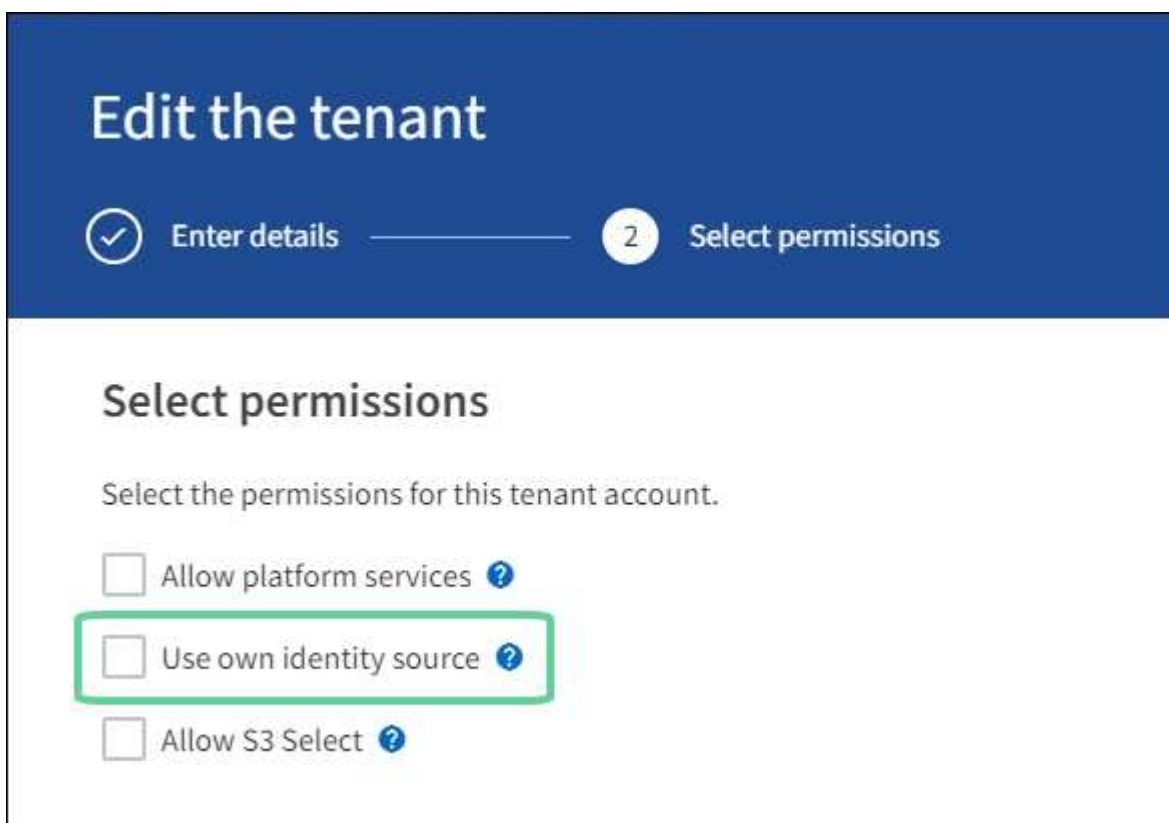 Edit the tenant
Enter details
2 Select permissions
Select permissions
Select the permissions for this tenant account.
Allow platform services ?
Use own identity source ?
Allow S3 Select ?